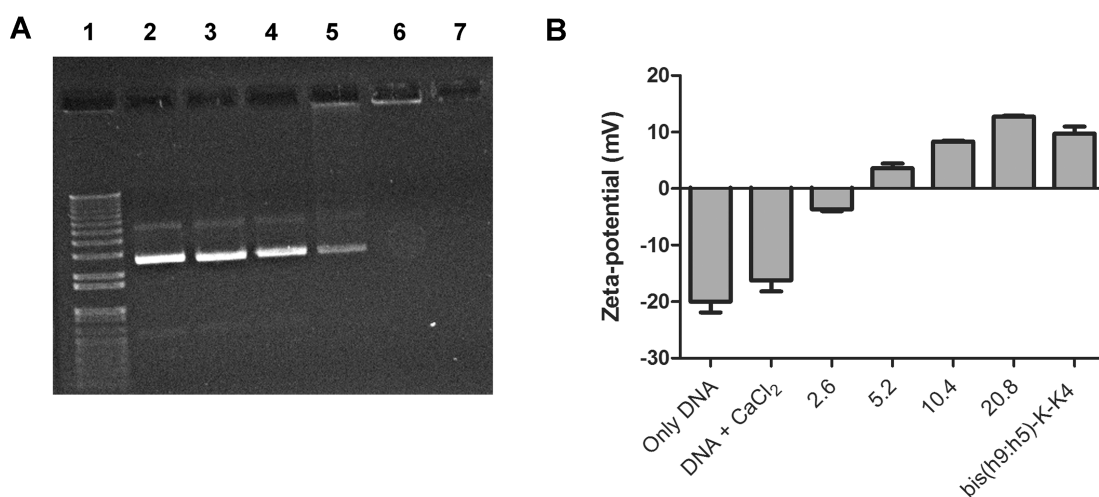 A
1 2 3 4 5 6 7
B
Zeta-potential (mV)
20
10
0
-10
-20
-30
Only DNA
DNA + CaCl₂
2.6
5.2
10.4
20.8
bis(h9:h5)-K-K4